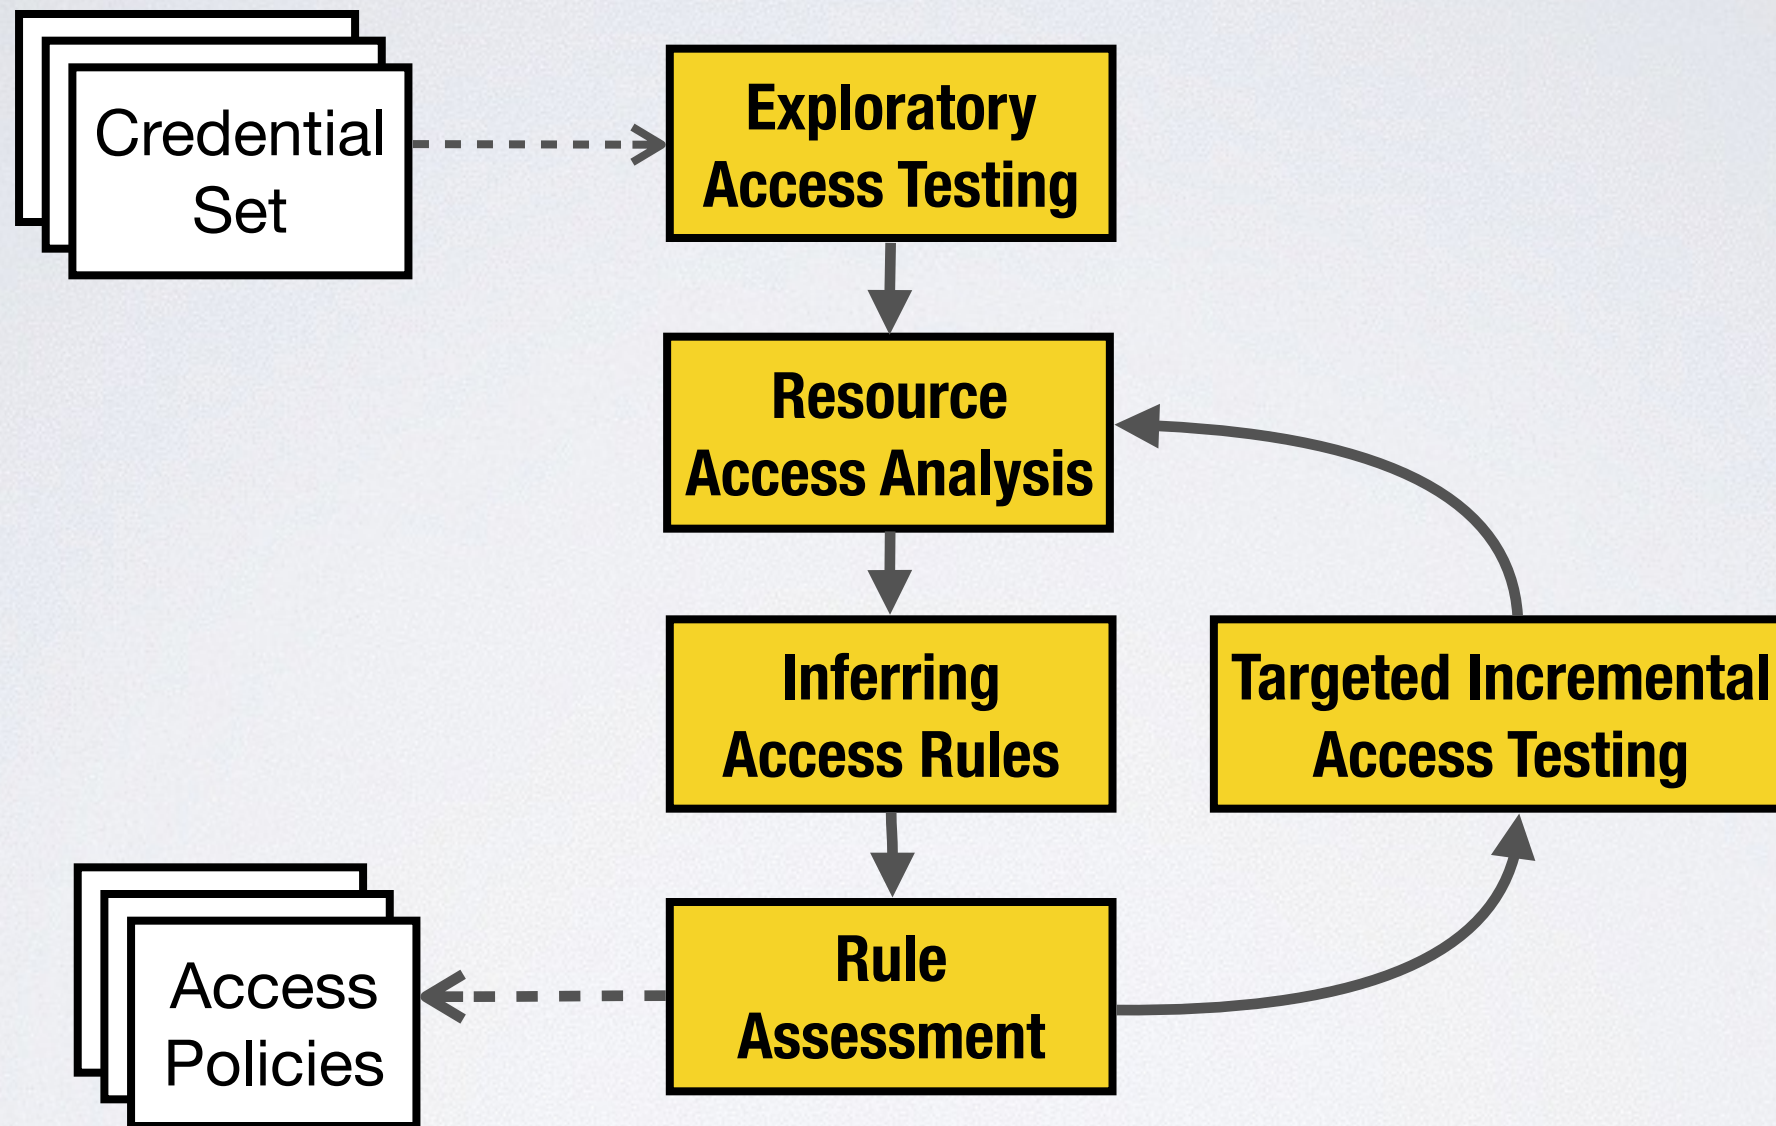 Credential
Set
Exploratory
Access Testing
Resource
Access Analysis
Inferring
Access Rules
Targeted Incremental
Access Testing
Rule
Assessment
Access
Policies